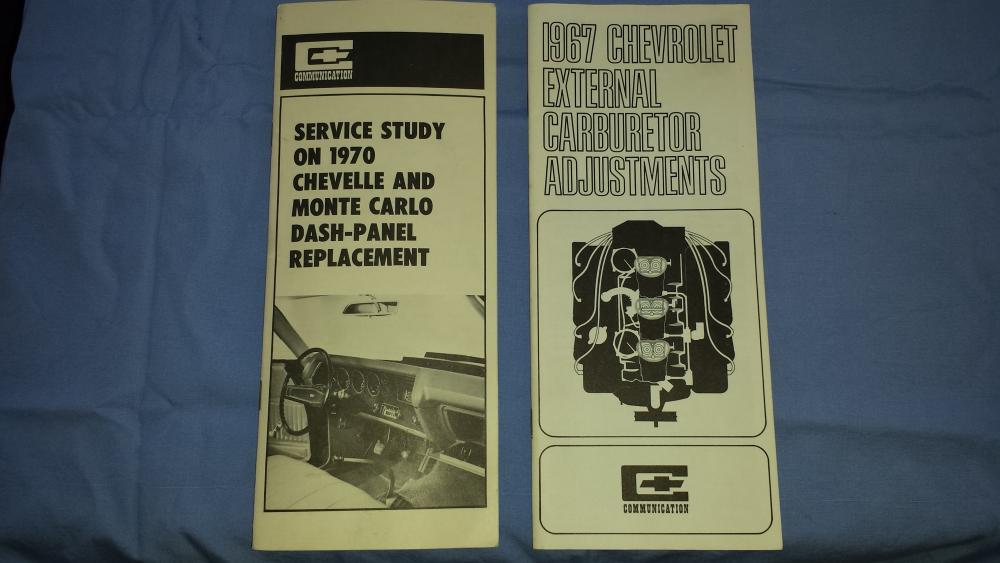 COMMUNICATION
SERVICE STUDY
ON 1970
CHEVELLE AND
MONTE CARLO
DASH-PANEL
REPLACEMENT
1967 CHEVROLET
EXTERNAL
CARBURETOR
ADJUSTMENTS
COMMUNICATION